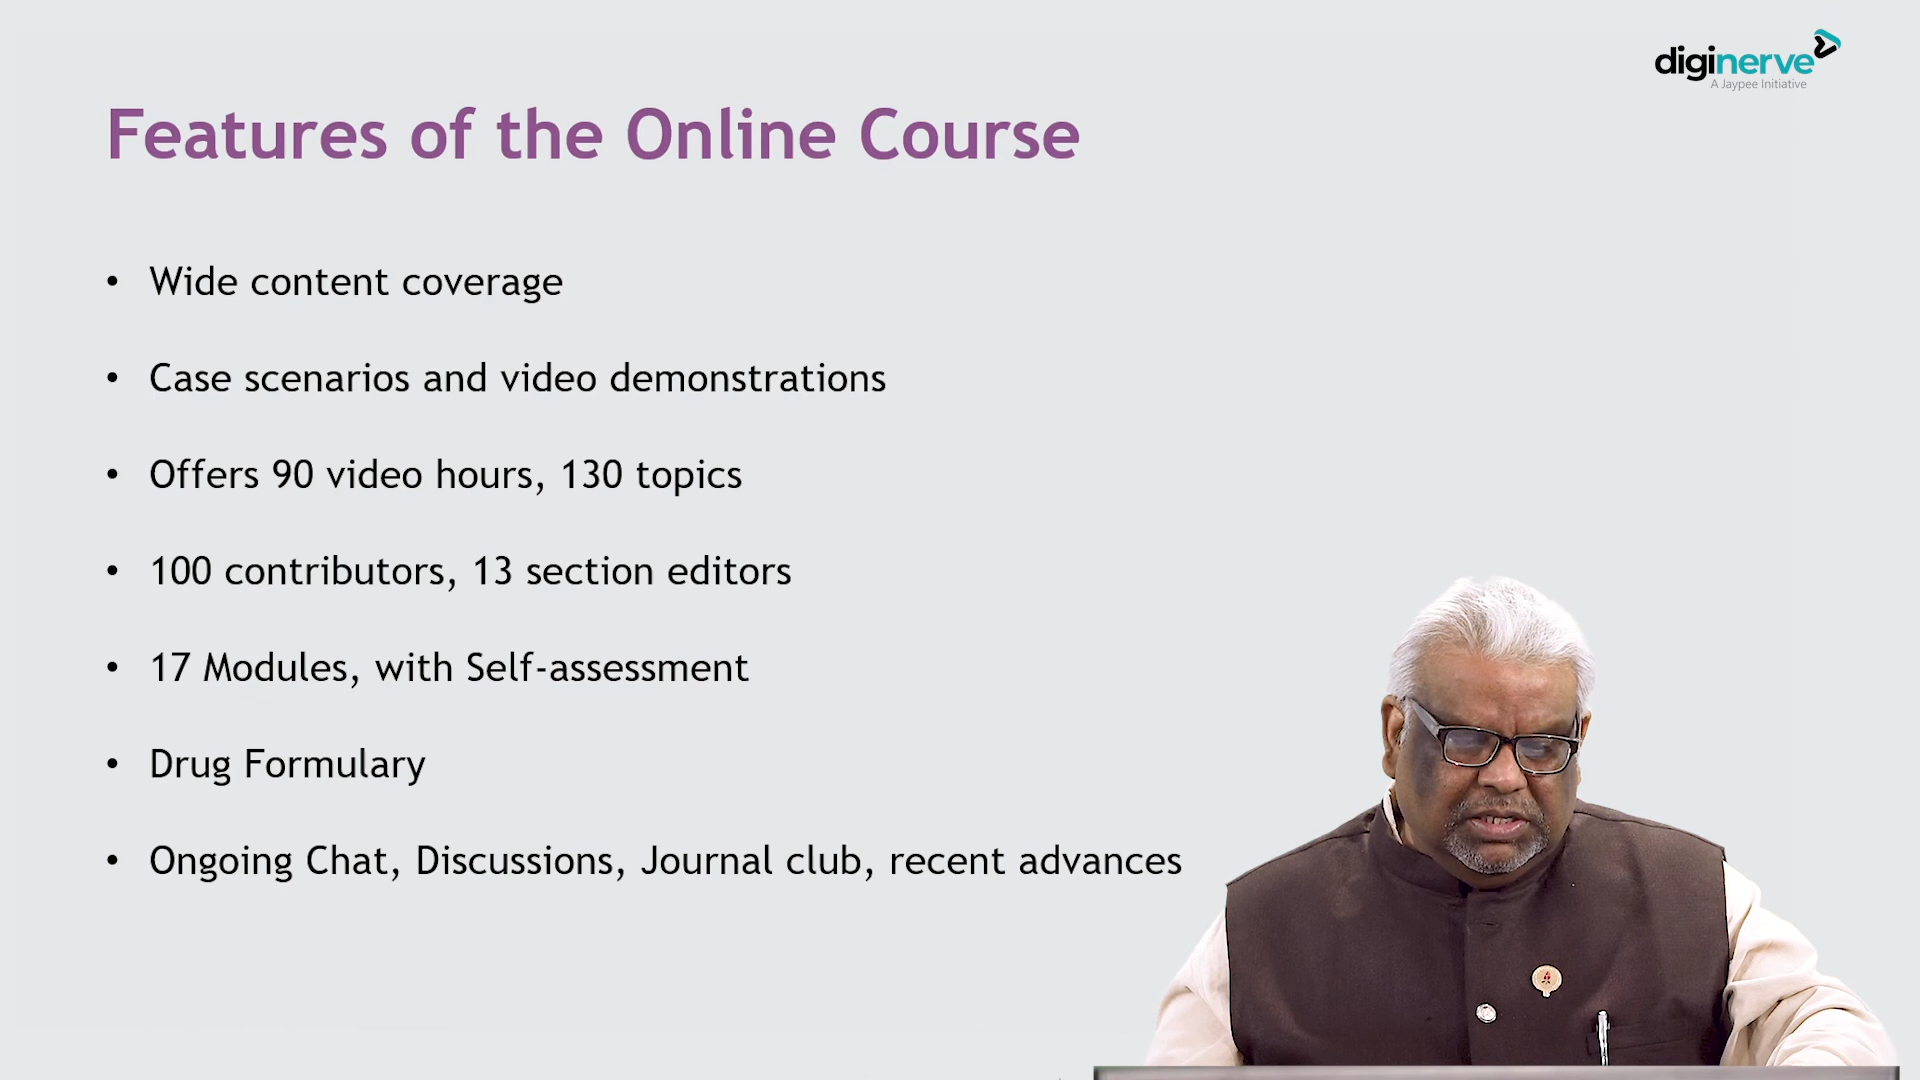 diginerve
A Jaypee Initiative
Features of the Online Course
• Wide content coverage
• Case scenarios and video demonstrations
• Offers 90 video hours, 130 topics
• 100 contributors, 13 section editors
• 17 Modules, with Self-assessment
• Drug Formulary
• Ongoing Chat, Discussions, Journal club, recent advances